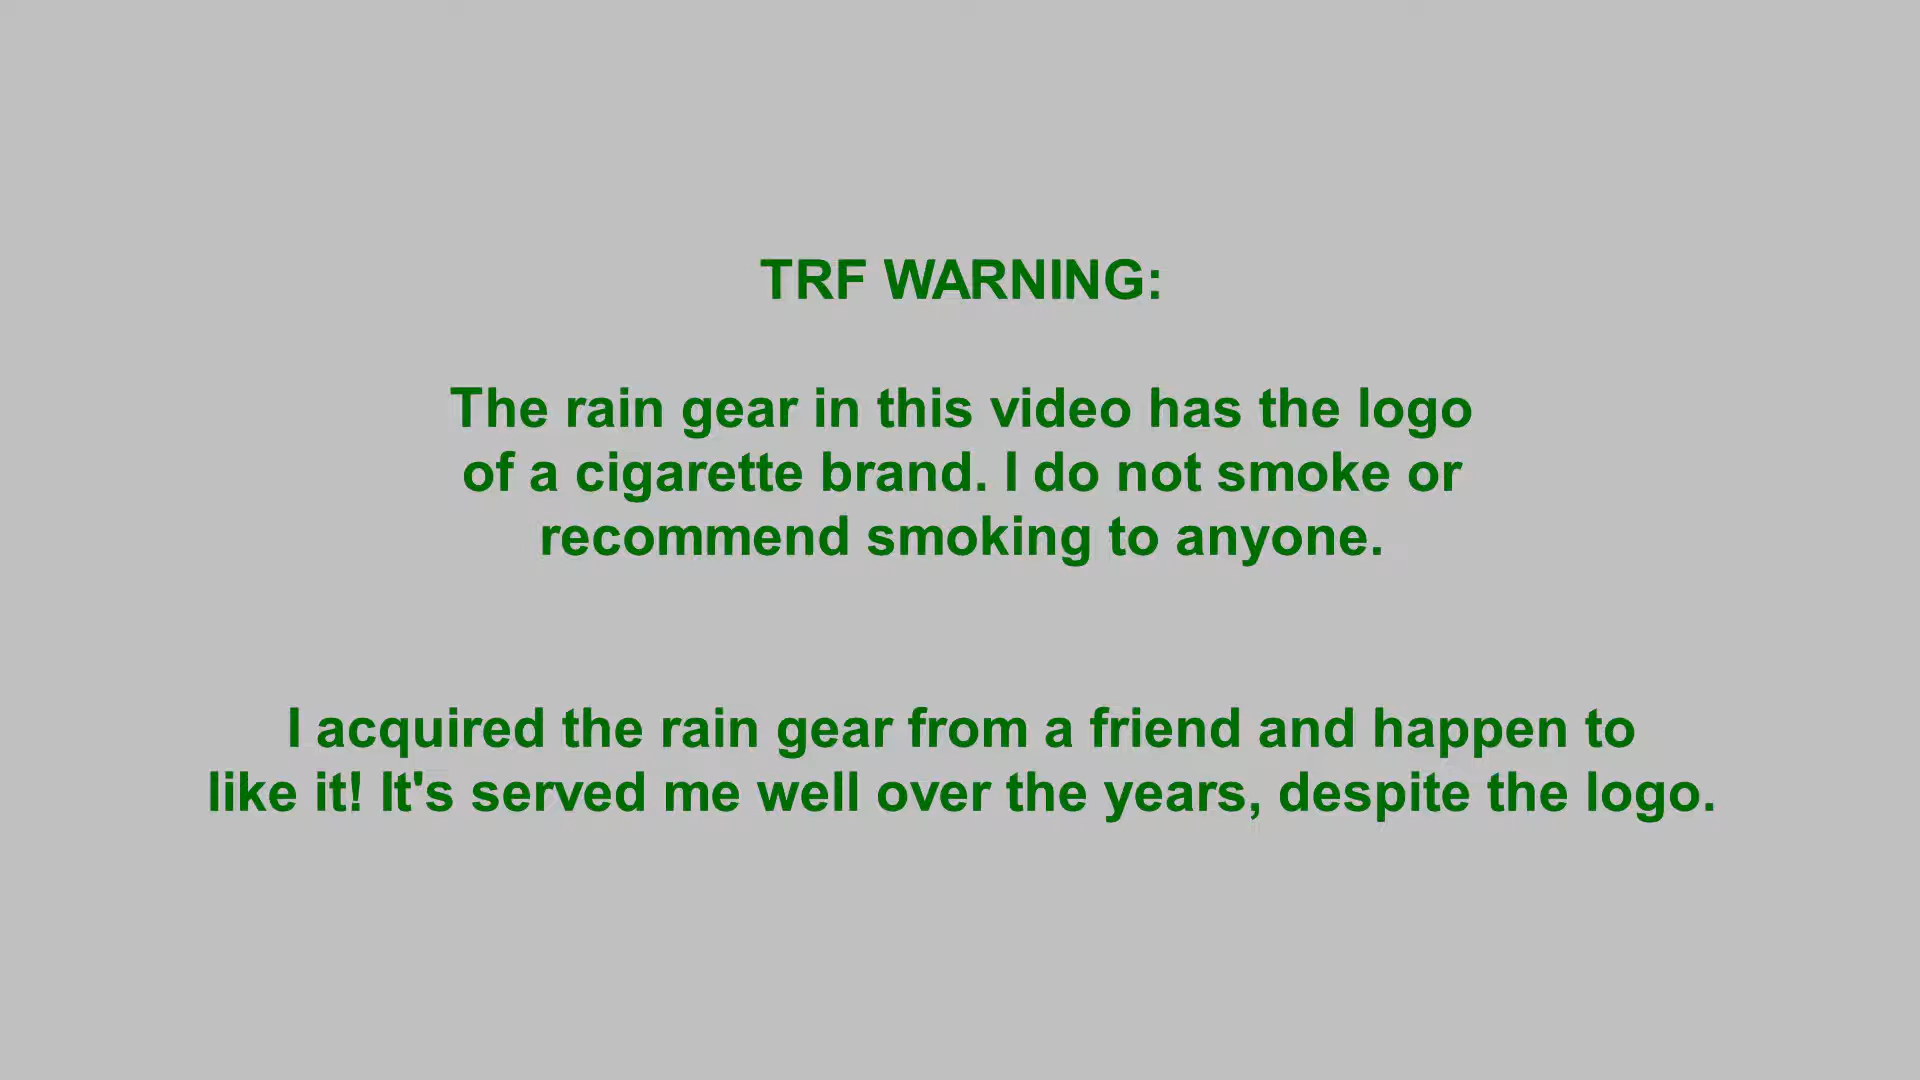 TRF WARNING:
The rain gear in this video has the logo
of a cigarette brand. I do not smoke or
recommend smoking to anyone.
I acquired the rain gear from a friend and happen to
like it! It's served me well over the years, despite the logo.